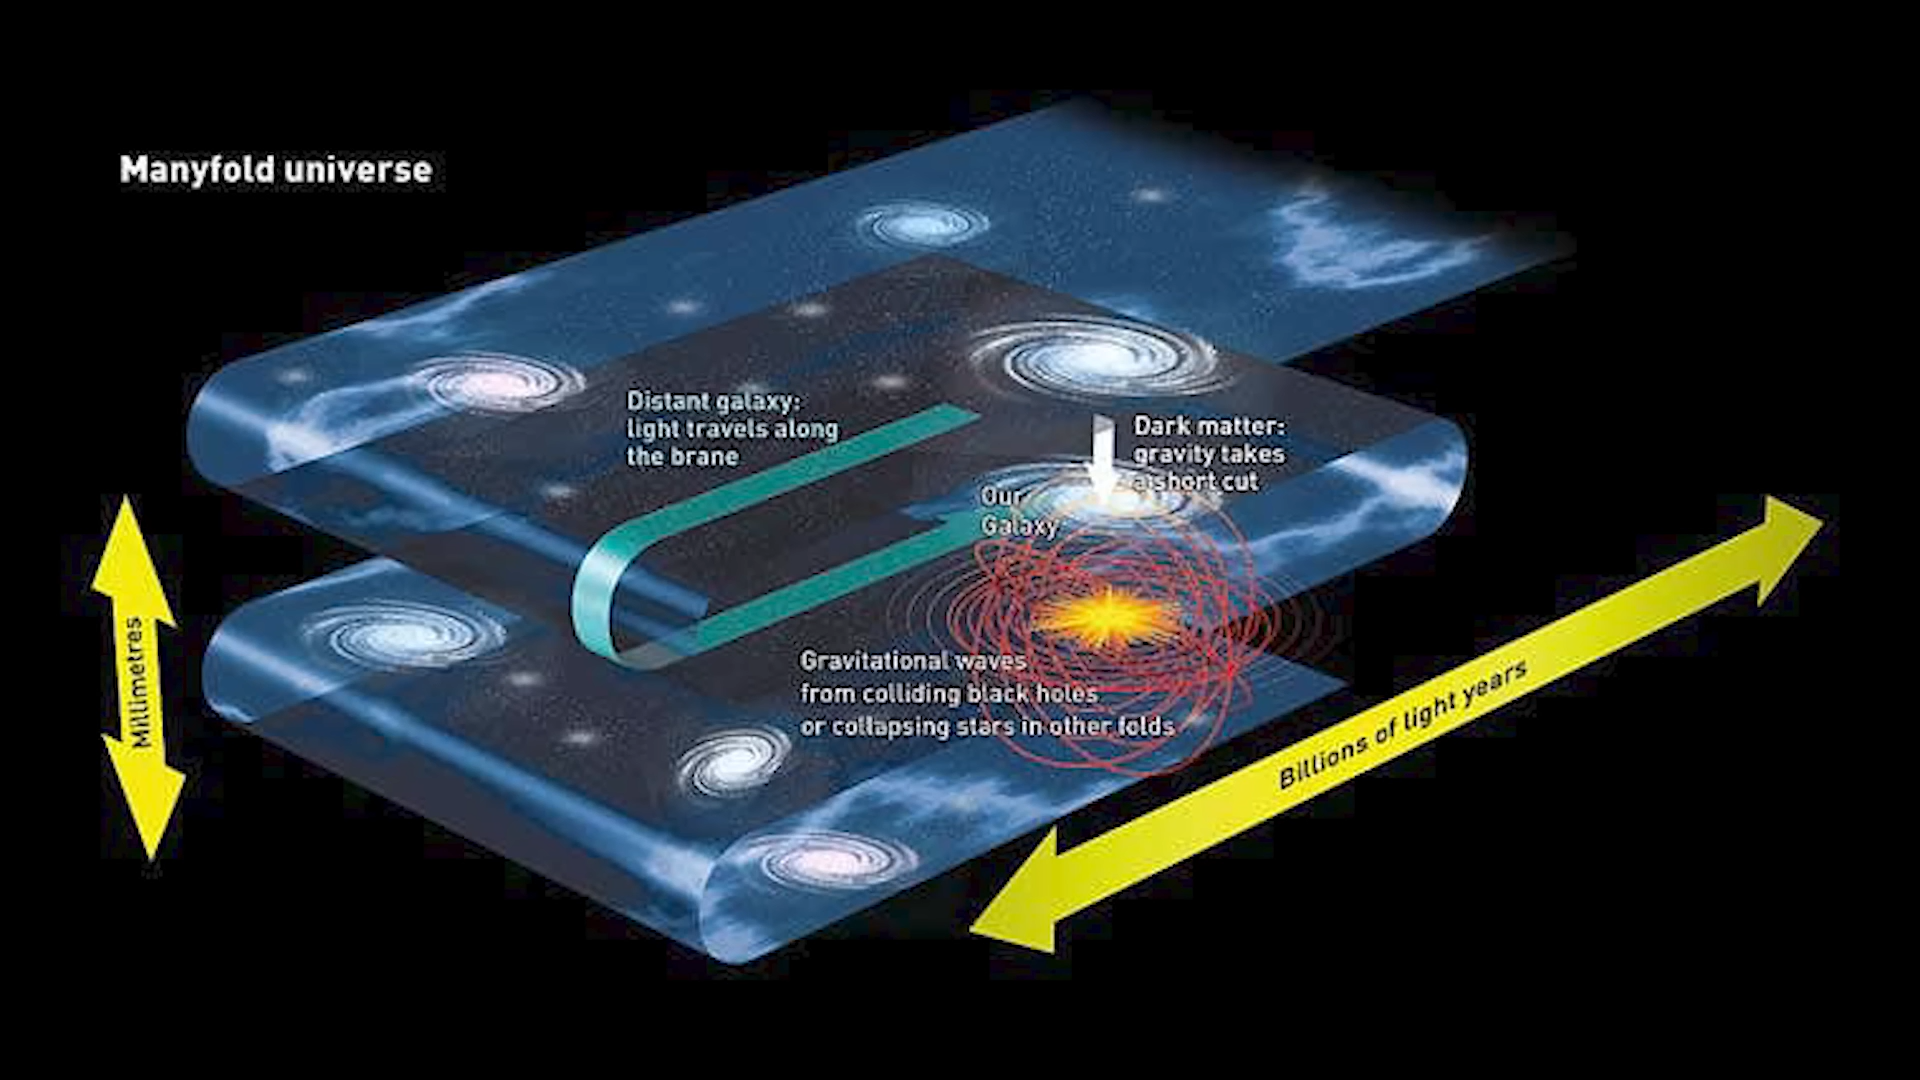 Manyfold universe
Distant galaxy:
light travels along
the brane
Dark matter:
gravity takes
a short cut
Our
Galaxy
Gravitational waves
from colliding black holes
or collapsing stars in other folds
Millimetres
Billions of light years